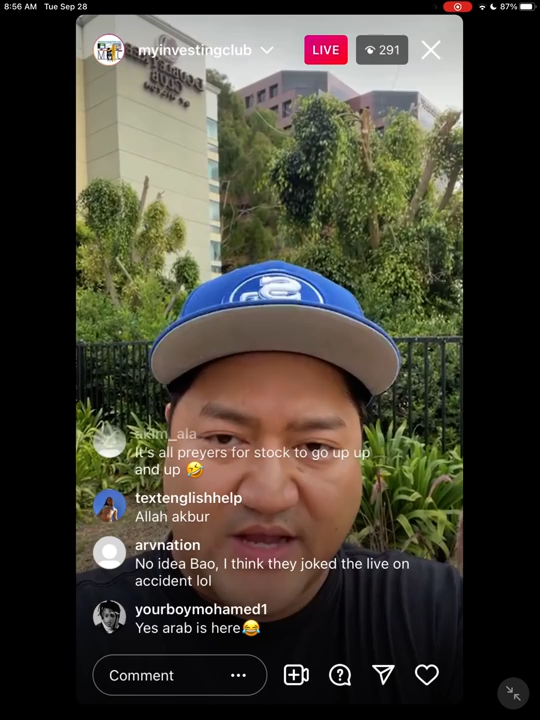 8:56 AM Tue Sep 28
87%
myinvestingclub
LIVE
291
akim_ala
It's all preyers for stock to go up up
and up 🤣
textenglishhelp
Allah akbur
arvnation
No idea Bao, I think they joked the live on
accident lol
yourboymohamed1
Yes arab is here😂
Comment